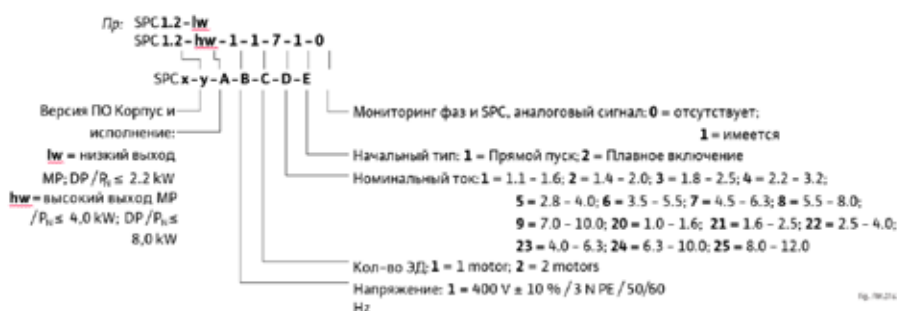 Пр: SPC 1.2 – lw
SPC 1.2 – hw – 1 – 1 – 7 – 1 – 0
SPC x – y – A – B – C – D – E
Версия ПО Корпус и
исполнение:
lw = низкий выход
MP; DP / Pₙ ≤ 2.2 kW
hw = высокий выход MP
/Pₙ ≤ 4,0 kW; DP /Pₙ ≤
8,0 kW
Мониторинг фаз и SPC, аналоговый сигнал: 0 = отсутствует;
1 = имеется
Начальный тип: 1 = Прямой пуск; 2 = Плавное включение
Номинальный ток: 1 = 1.1 – 1.6; 2 = 1.4 – 2.0; 3 = 1.8 – 2.5; 4 = 2.2 – 3.2;
5 = 2.8 – 4.0; 6 = 3.5 – 5.5; 7 = 4.5 – 6.3; 8 = 5.5 – 8.0;
9 = 7.0 – 10.0; 20 = 1.0 – 1.6; 21 = 1.6 – 2.5; 22 = 2.5 – 4.0;
23 = 4.0 – 6.3; 24 = 6.3 – 10.0; 25 = 8.0 – 12.0
Кол-во ЭД: 1 = 1 motor; 2 = 2 motors
Напряжение: 1 = 400 V ± 10 % / 3 N PE / 50/60
Hz